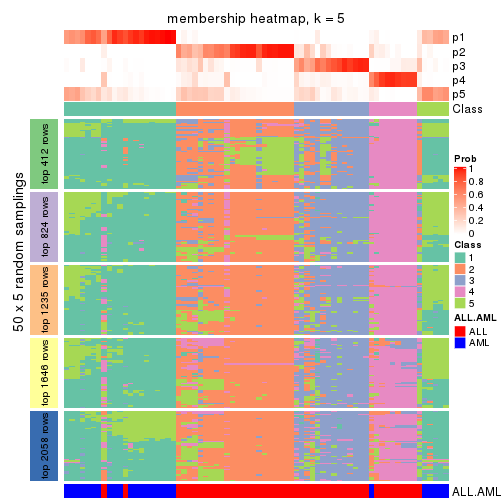 membership heatmap, k = 5
p1
p2
p3
p4
p5
Class
50 x 5 random samplings
top 412 rows
top 824 rows
top 1235 rows
top 1646 rows
top 2058 rows
Prob
1
0.8
0.6
0.4
0.2
0
Class
1
2
3
4
5
ALL.AML
ALL
AML
ALL.AML